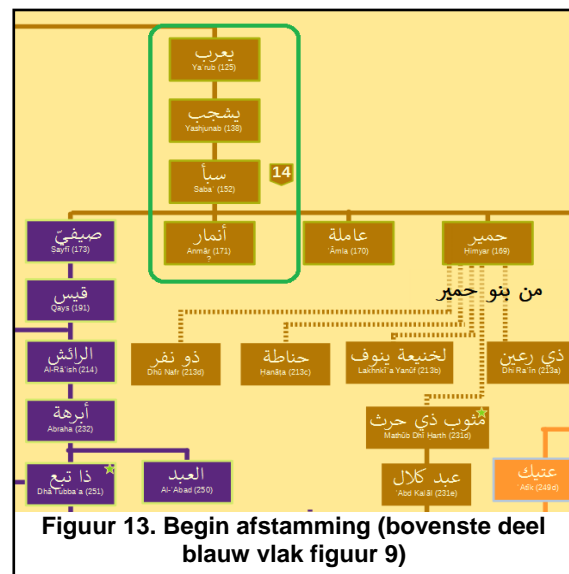 يعرب
Ya'rub (125)
يشجب
Yashjunab (138)
سبأ
Saba' (152)
14
صيفيّ
Ṣayfī (173)
أنمار
Anmār (171)
?
عاملة
'Āmla (170)
حمير
Ḥimyar (169)
من بنو حمير
قيس
Qays (191)
الرائش
Al-Rā'ish (214)
ذو نفر
Dhū Nafr (213d)
حناطة
Ḥanāṭa (213c)
لخنيعة ينوف
Lakhnī'a Yanūf (213b)
ذي رعين
Dhi Ra'īn (213a)
أبرهة
Abraha (232)
مثوب ذي حرث
Mathūb Dhī Ḥarth (231d)
ذا تبع
Dhā Tubba'a (251)
العبد
Al-'Abad (250)
عبد كلال
'Abd Kalāl (231e)
عتيك
Atīk (249d)
Figuur 13. Begin afstamming (bovenste deel
blauw vlak figuur 9)